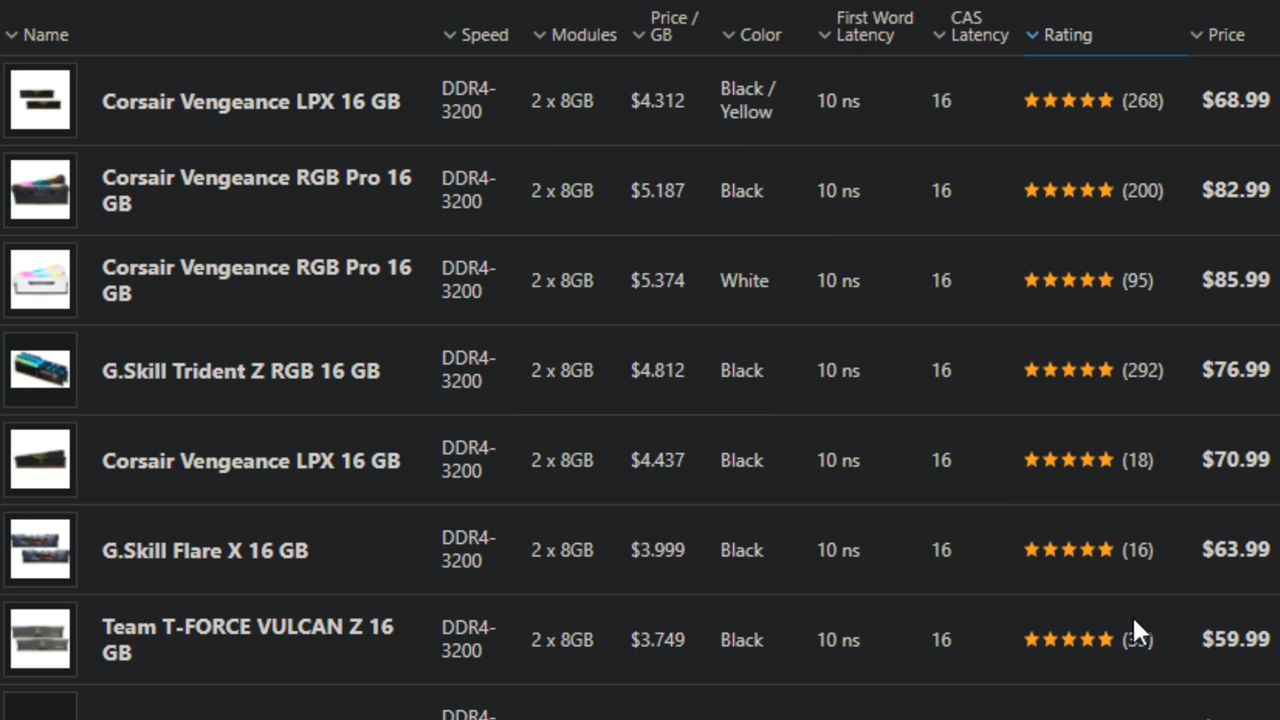 Name
Speed
Modules
Price /
GB
Color
First Word
Latency
CAS
Latency
Rating
Price
Corsair Vengeance LPX 16 GB
DDR4-
3200
2 x 8GB
$4.312
Black /
Yellow
10 ns
16
(268)
$68.99
Corsair Vengeance RGB Pro 16
GB
DDR4-
3200
2 x 8GB
$5.187
Black
10 ns
16
(200)
$82.99
Corsair Vengeance RGB Pro 16
GB
DDR4-
3200
2 x 8GB
$5.374
White
10 ns
16
(95)
$85.99
G.Skill Trident Z RGB 16 GB
DDR4-
3200
2 x 8GB
$4.812
Black
10 ns
16
(292)
$76.99
Corsair Vengeance LPX 16 GB
DDR4-
3200
2 x 8GB
$4.437
Black
10 ns
16
(18)
$70.99
G.Skill Flare X 16 GB
DDR4-
3200
2 x 8GB
$3.999
Black
10 ns
16
(16)
$63.99
Team T-FORCE VULCAN Z 16
GB
DDR4-
3200
2 x 8GB
$3.749
Black
10 ns
16
$59.99
DDR4-